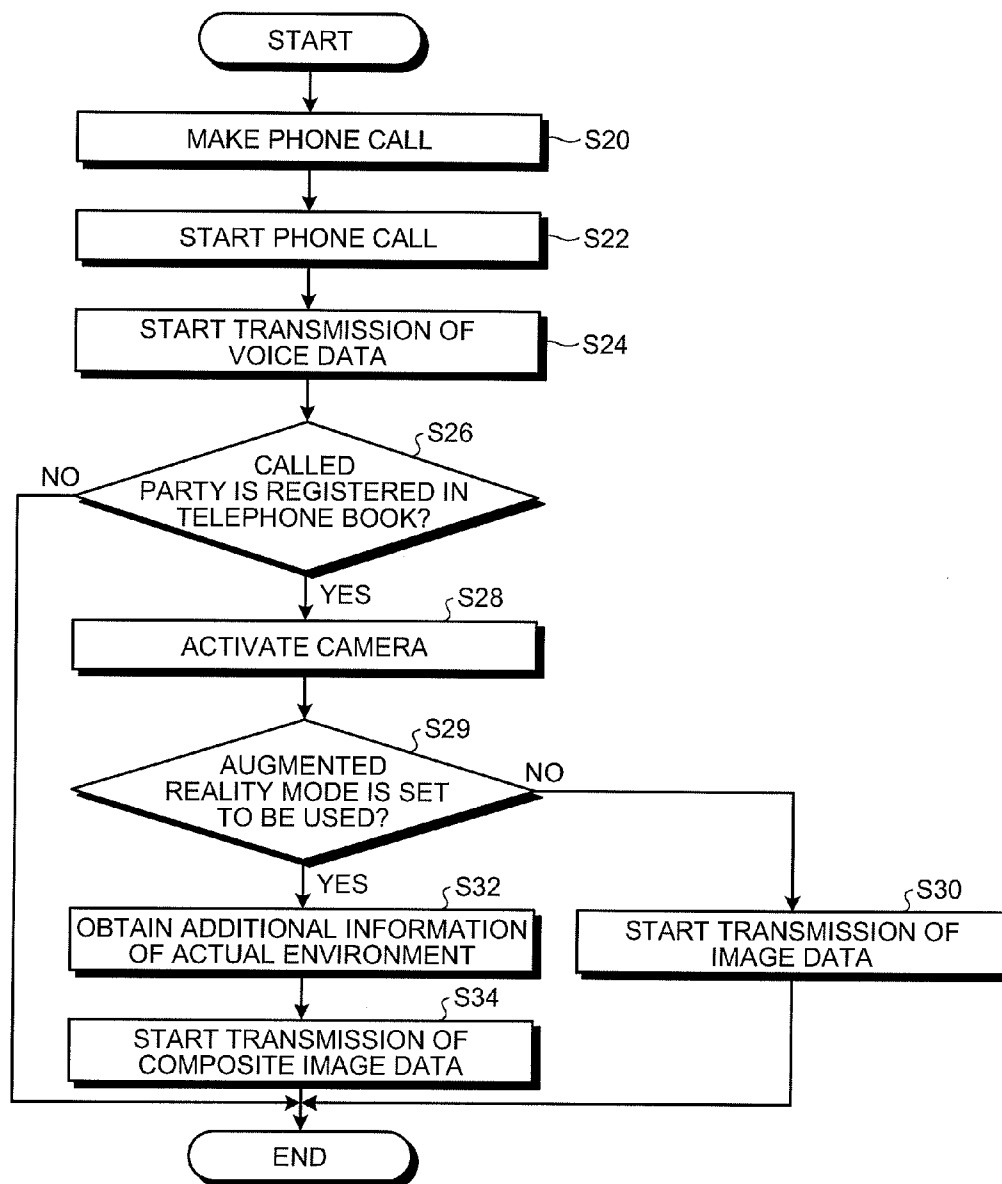 START
MAKE PHONE CALL
S20
START PHONE CALL
S22
START TRANSMISSION OF
VOICE DATA
S24
S26
NO
CALLED
PARTY IS REGISTERED IN
TELEPHONE BOOK?
YES
S28
ACTIVATE CAMERA
S29
AUGMENTED
REALITY MODE IS SET
TO BE USED?
NO
YES
S32
OBTAIN ADDITIONAL INFORMATION
OF ACTUAL ENVIRONMENT
S30
START TRANSMISSION OF
IMAGE DATA
S34
START TRANSMISSION OF
COMPOSITE IMAGE DATA
END